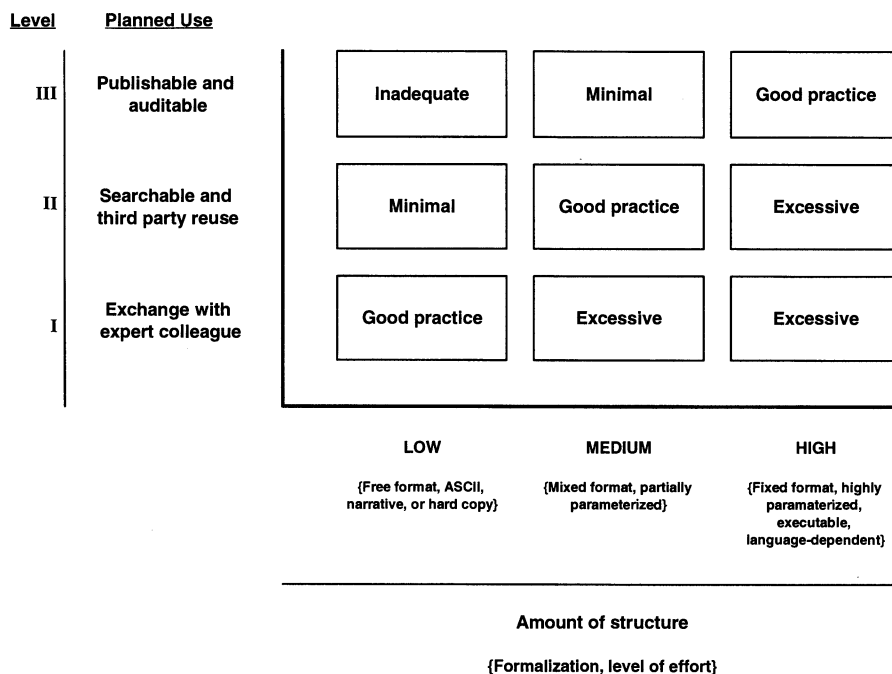 Level
Planned Use
III
Publishable and
auditable
Inadequate
Minimal
Good practice
II
Searchable and
third party reuse
Minimal
Good practice
Excessive
I
Exchange with
expert colleague
Good practice
Excessive
Excessive
LOW
MEDIUM
HIGH
{Free format, ASCII,
narrative, or hard copy}
{Mixed format, partially
parameterized}
{Fixed format, highly
paramaterized,
executable,
language-dependent}
Amount of structure
{Formalization, level of effort}